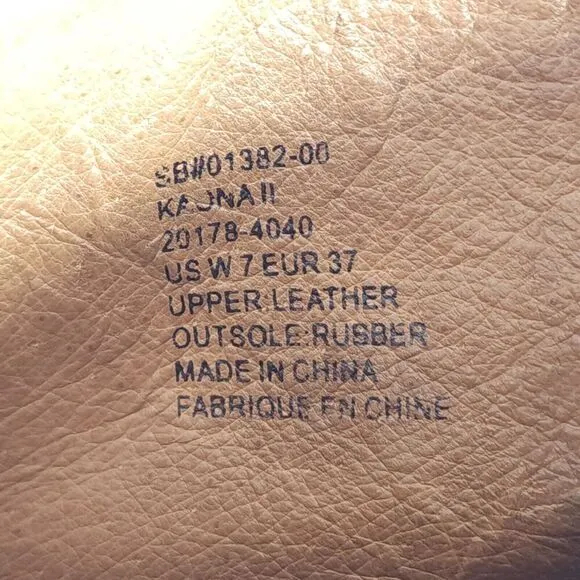 SB#01382-00
KAONA II
20178-4040
US W 7 EUR 37
UPPER:LEATHER
OUTSOLE:RUBBER
MADE IN CHINA
FABRIQUE EN CHINE